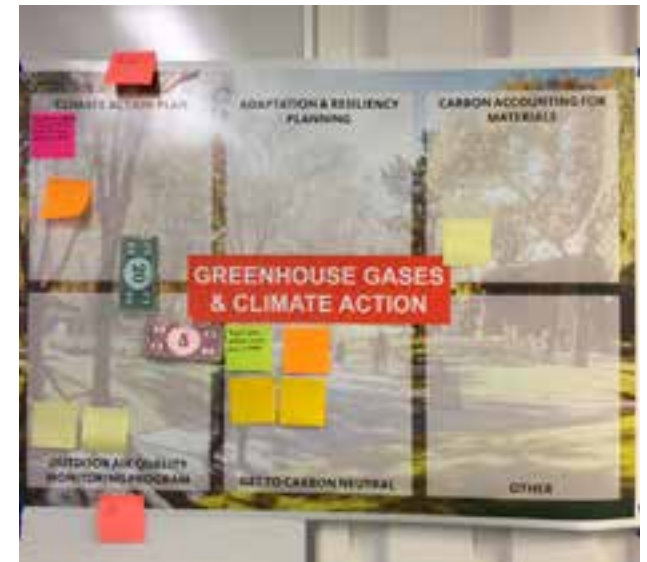 CLIMATE ACTION PLAN
ADAPTATION & RESILIENCY
PLANNING
CARBON ACCOUNTING FOR
MATERIALS
20
GREENHOUSE GASES
& CLIMATE ACTION
5
OUTDOOR AIR QUALITY
MONITORING PROGRAM
GET TO CARBON NEUTRAL
OTHER